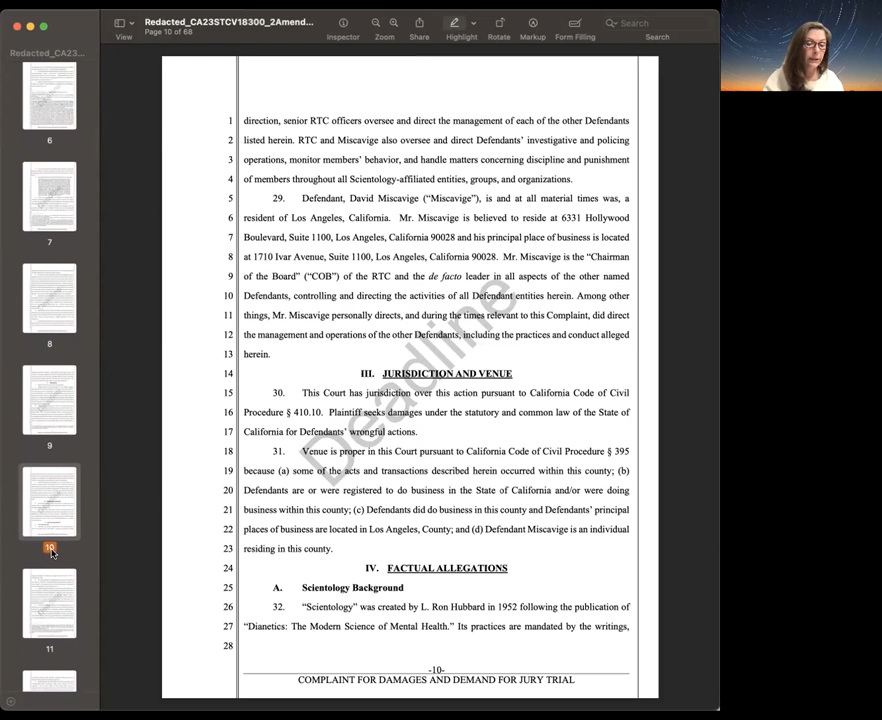 Redacted_CA23STCV18300_2Amend...
Page 10 of 68
View
Inspector
Zoom
Share
Highlight
Rotate
Markup
Form Filling
Search
Search
Redacted_CA23...
6
7
8
9
10
11
1 direction, senior RTC officers oversee and direct the management of each of the other Defendants
2 listed herein. RTC and Miscavige also oversee and direct Defendants' investigative and policing
3 operations, monitor members' behavior, and handle matters concerning discipline and punishment
4 of members throughout all Scientology-affiliated entities, groups, and organizations.
5 29. Defendant, David Miscavige ("Miscavige"), is and at all material times was, a
6 resident of Los Angeles, California. Mr. Miscavige is believed to reside at 6331 Hollywood
7 Boulevard, Suite 1100, Los Angeles, California 90028 and his principal place of business is located
8 at 1710 Ivar Avenue, Suite 1100, Los Angeles, California 90028. Mr. Miscavige is the "Chairman
9 of the Board" ("COB") of the RTC and the de facto leader in all aspects of the other named
10 Defendants, controlling and directing the activities of all Defendant entities herein. Among other
11 things, Mr. Miscavige personally directs, and during the times relevant to this Complaint, did direct
12 the management and operations of the other Defendants, including the practices and conduct alleged
13 herein.
14 III. JURISDICTION AND VENUE
15 30. This Court has jurisdiction over this action pursuant to California Code of Civil
16 Procedure § 410.10. Plaintiff seeks damages under the statutory and common law of the State of
17 California for Defendants' wrongful actions.
18 31. Venue is proper in this Court pursuant to California Code of Civil Procedure § 395
19 because (a) some of the acts and transactions described herein occurred within this county; (b)
20 Defendants are or were registered to do business in the State of California and/or were doing
21 business within this county; (c) Defendants did do business in this county and Defendants' principal
22 places of business are located in Los Angeles, County; and (d) Defendant Miscavige is an individual
23 residing in this county.
24 IV. FACTUAL ALLEGATIONS
25 A. Scientology Background
26 32. "Scientology" was created by L. Ron Hubbard in 1952 following the publication of
27 "Dianetics: The Modern Science of Mental Health." Its practices are mandated by the writings,
28
-10-
COMPLAINT FOR DAMAGES AND DEMAND FOR JURY TRIAL
Deadline